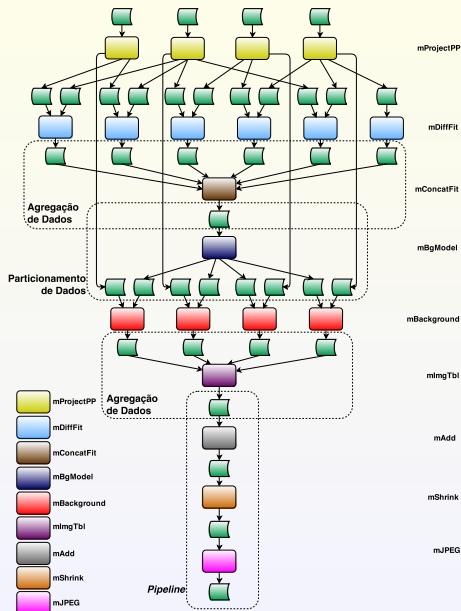 mProjectPP
mDiffFit
mConcatFit
Agregação
de Dados
mBgModel
Particionamento
de Dados
mBackground
mImgTbl
Agregação
de Dados
mAdd
mShrink
mJPEG
Pipeline
mProjectPP
mDiffFit
mConcatFit
mBgModel
mBackground
mImgTbl
mAdd
mShrink
mJPEG